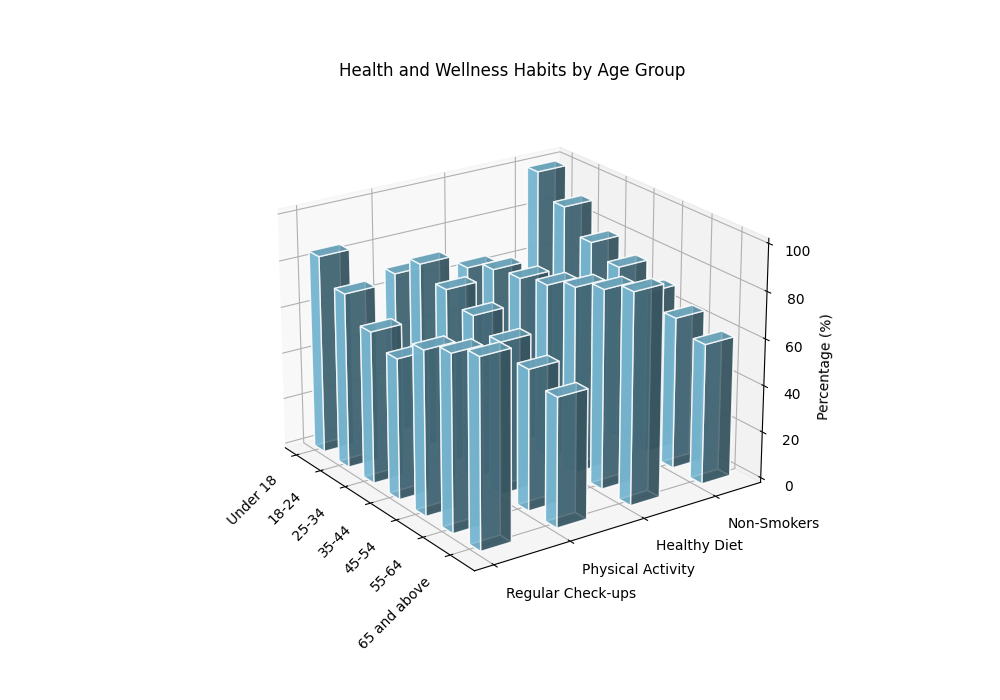 Health and Wellness Habits by Age Group
100
80
60
40
20
0
Percentage (%)
Under 18
18-24
25-34
35-44
45-54
55-64
65 and above
Non-Smokers
Healthy Diet
Physical Activity
Regular Check-ups